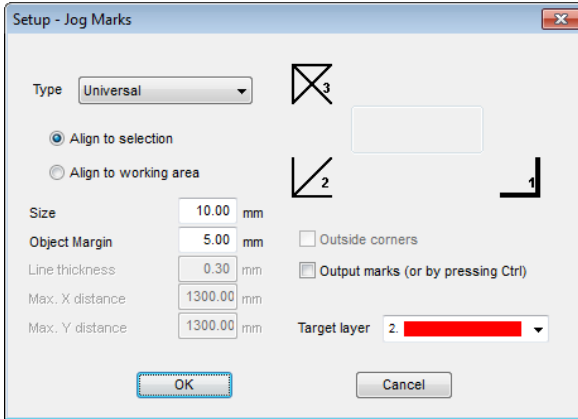 Setup - Jog Marks
Type Universal
3
Align to selection
Align to working area
2
1
Size 10.00 mm
Object Margin 5.00 mm
Outside corners
Line thickness 0.30 mm
Output marks (or by pressing Ctrl)
Max. X distance 1300.00 mm
Max. Y distance 1300.00 mm
Target layer 2.
OK
Cancel